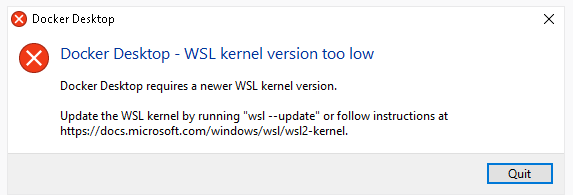 Docker Desktop
Docker Desktop - WSL kernel version too low
Docker Desktop requires a newer WSL kernel version.
Update the WSL kernel by running "wsl --update" or follow instructions at
https://docs.microsoft.com/windows/wsl/wsl2-kernel.
Quit